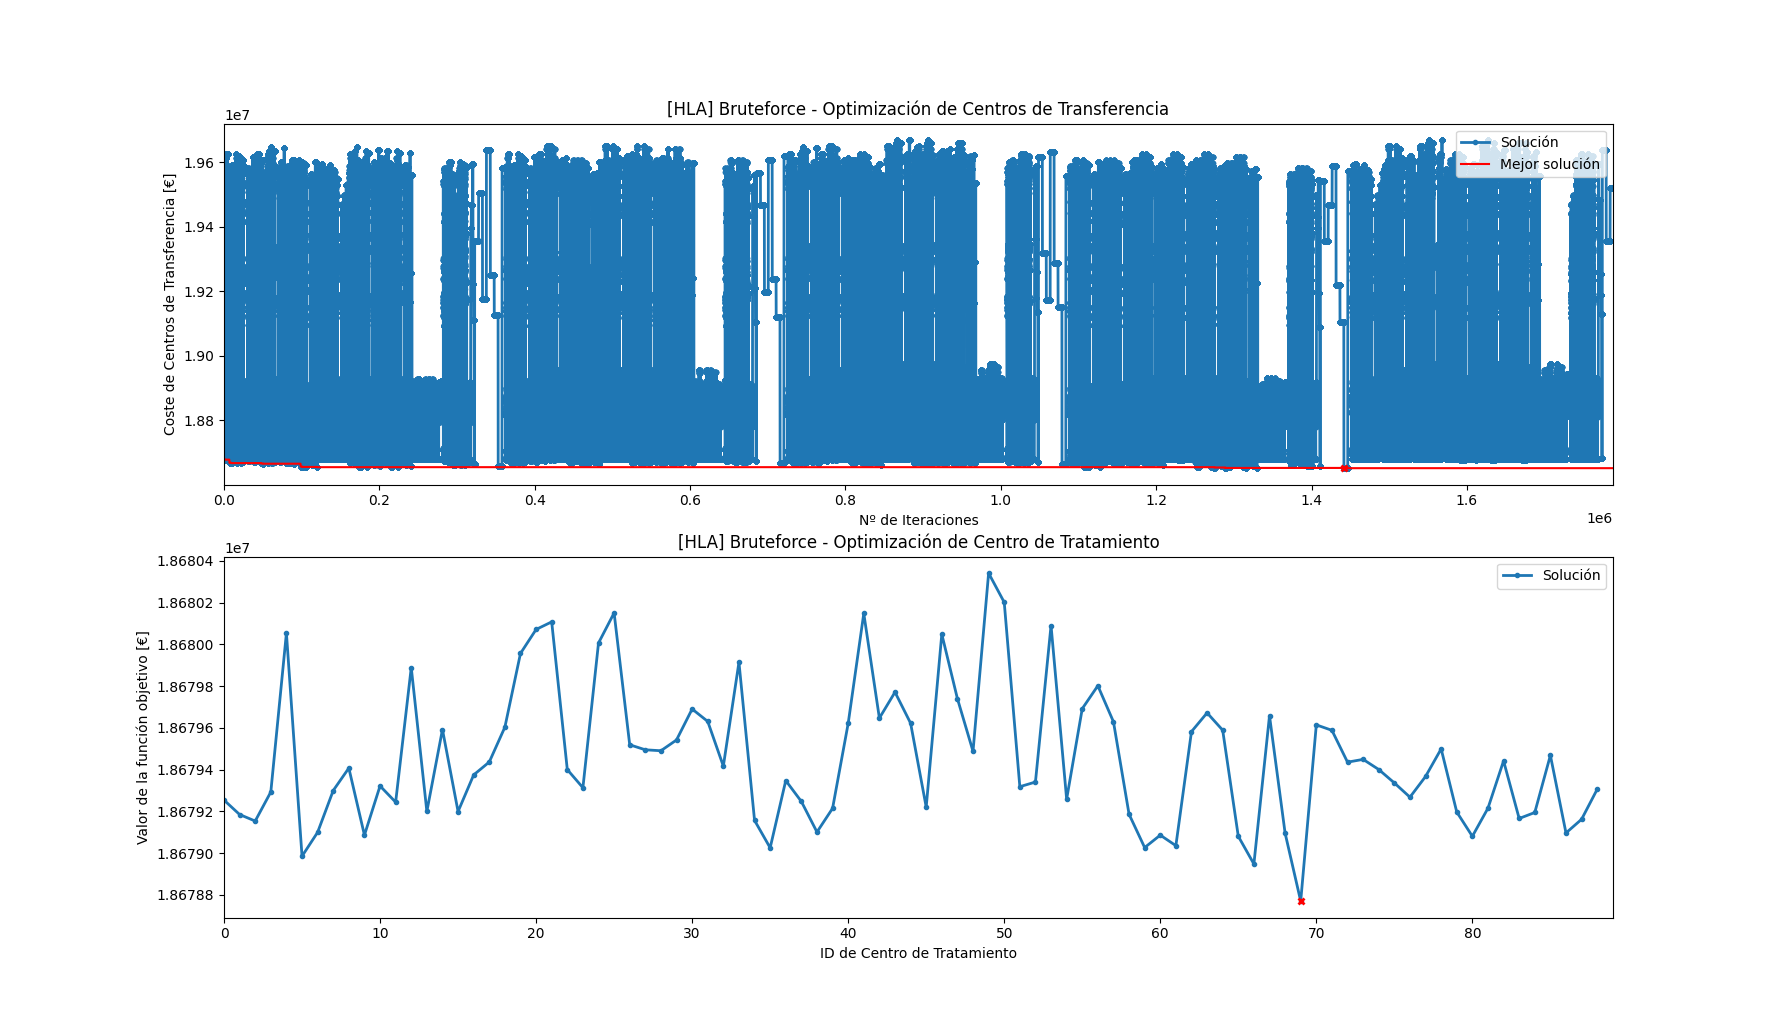 [HLA] Bruteforce - Optimización de Centros de Transferencia
1e7
Solución
Mejor solución
1.96
1.94
1.92
1.90
1.88
Coste de Centros de Transferencia [€]
0.0 0.2 0.4 0.6 0.8 1.0 1.2 1.4 1.6
1e6
Nº de Iteraciones
[HLA] Bruteforce - Optimización de Centro de Tratamiento
1e7
Solución
1.86804
1.86802
1.86800
1.86798
1.86796
1.86794
1.86792
1.86790
1.86788
Valor de la función objetivo [€]
0 10 20 30 40 50 60 70 80
ID de Centro de Tratamiento